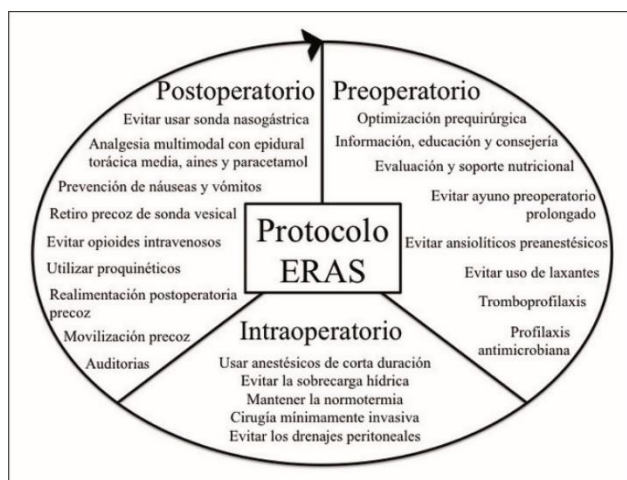 Postoperatorio
Evitar usar sonda nasogástrica
Analgesia multimodal con epidural
torácica media, aines y paracetamol
Prevención de náuseas y vómitos
Retiro precoz de sonda vesical
Evitar opioides intravenosos
Utilizar proquinéticos
Realimentación postoperatoria
precoz
Movilización precoz
Auditorias
Preoperatorio
Optimización prequirúrgica
Información, educación y consejería
Evaluación y soporte nutricional
Evitar ayuno preoperatorio
prolongado
Evitar ansiolíticos preanestésicos
Evitar uso de laxantes
Tromboprofilaxis
Profilaxis
antimicrobiana
Protocolo
ERAS
Intraoperatorio
Usar anestésicos de corta duración
Evitar la sobrecarga hídrica
Mantener la normotermia
Cirugía mínimamente invasiva
Evitar los drenajes peritoneales